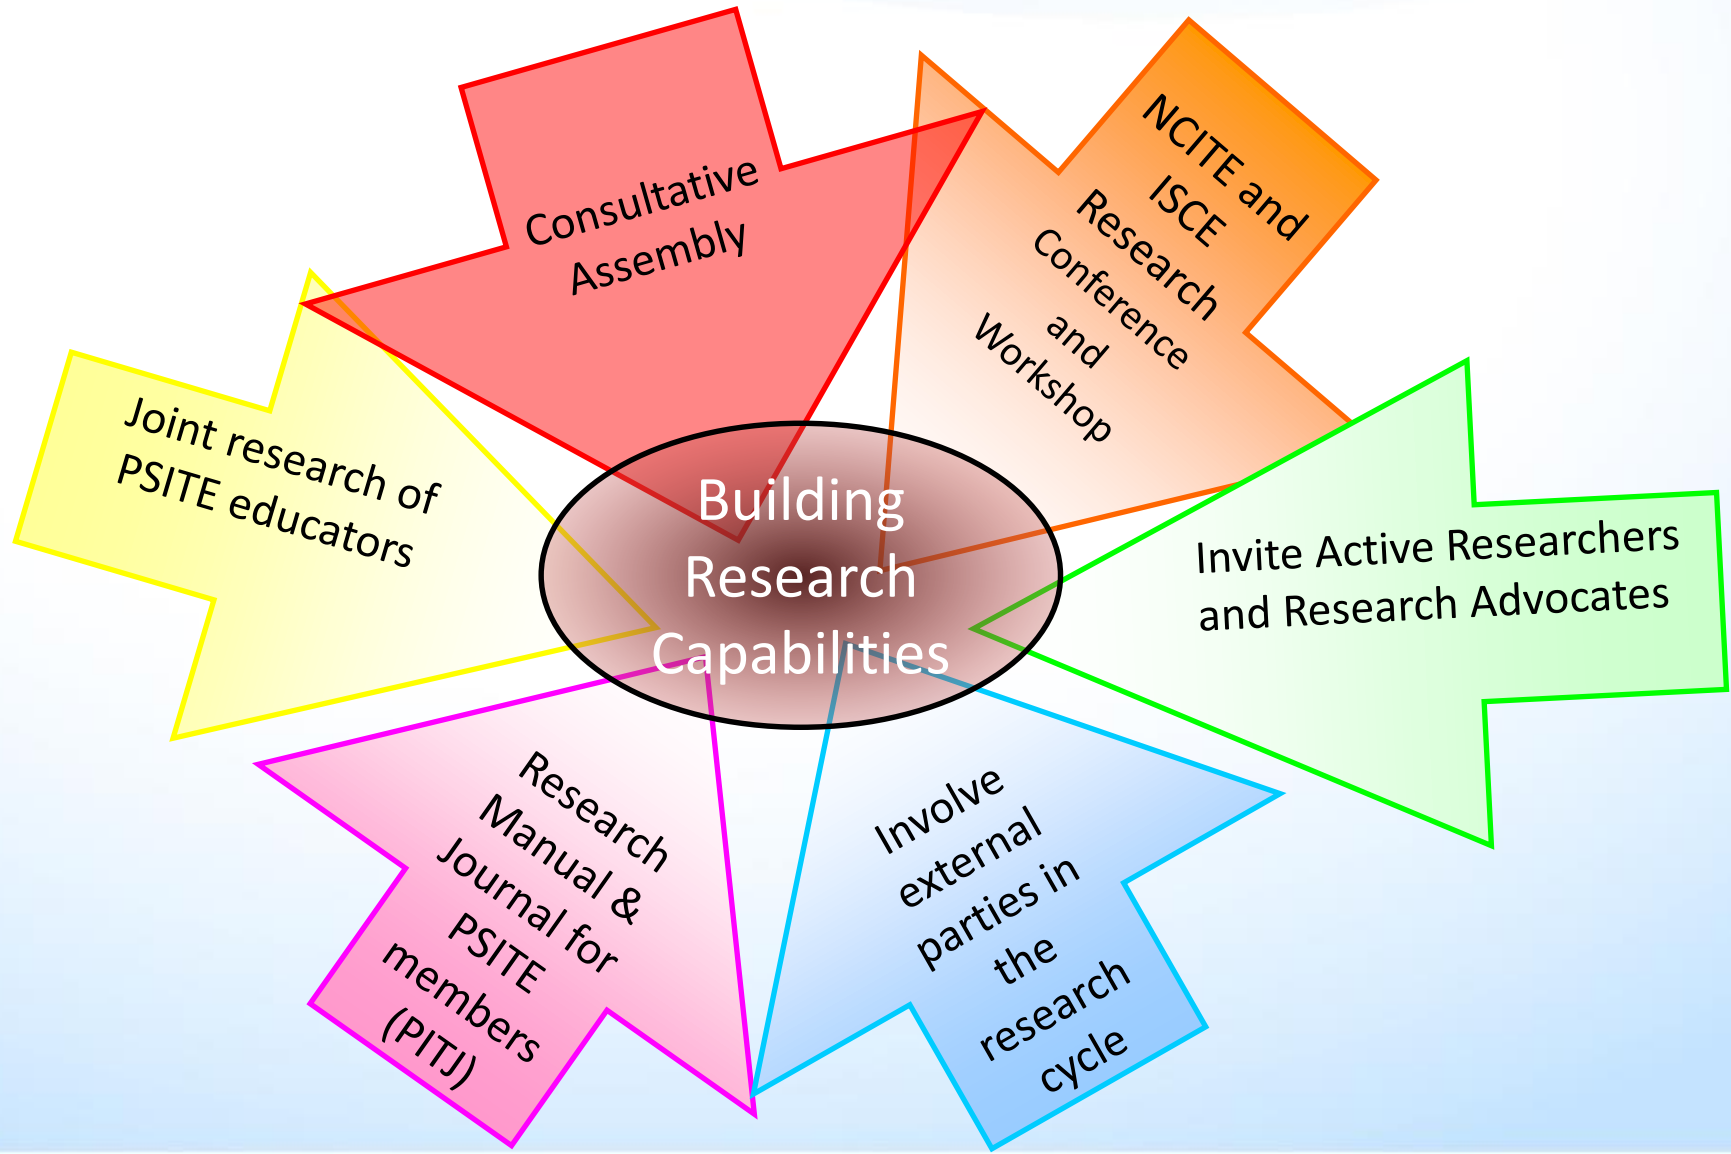 Consultative
Assembly
NCITE and
ISCE
Research
Conference
and
Workshop
Joint research of
PSITE educators
Building
Research
Capabilities
Invite Active Researchers
and Research Advocates
Research
Manual &
Journal for
PSITE
members
(PITJ)
Involve
external
parties in
the
research
cycle